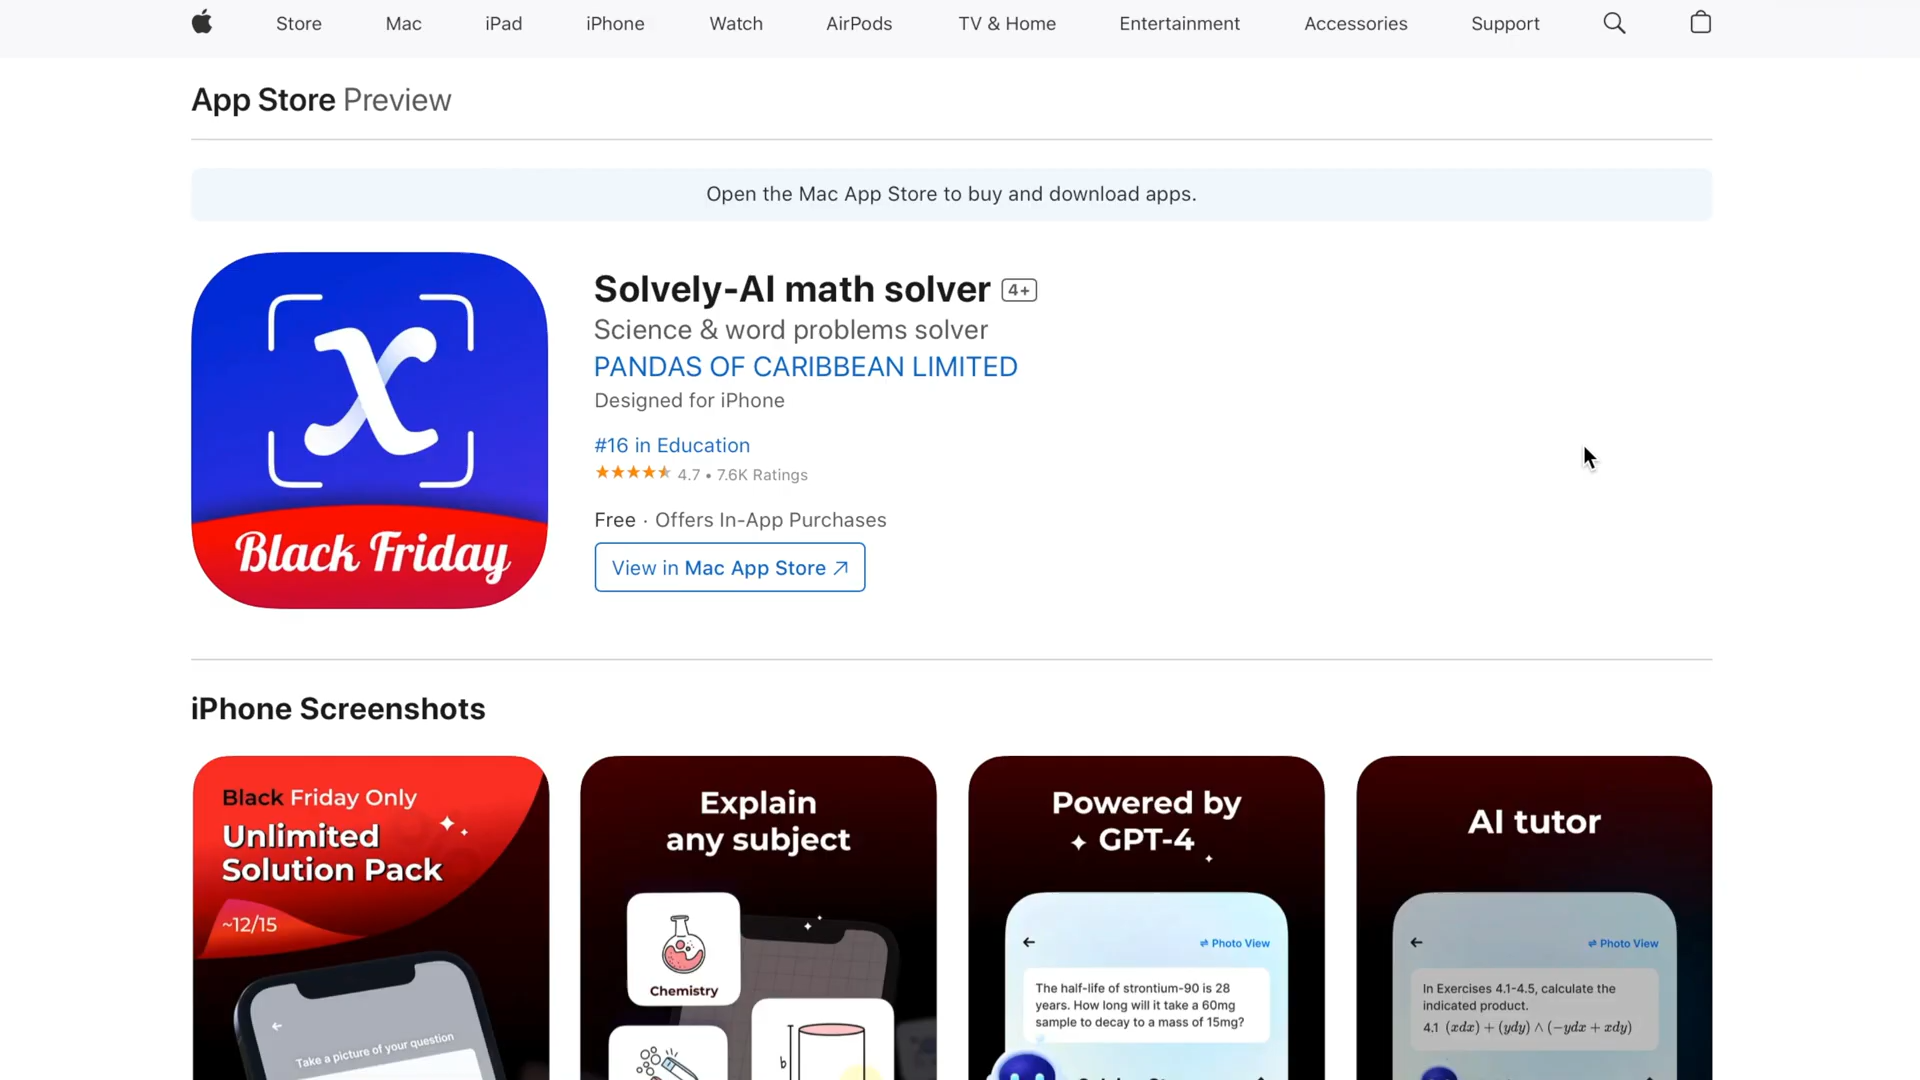 Store Mac iPad iPhone Watch AirPods TV & Home Entertainment Accessories Support
App Store Preview
Open the Mac App Store to buy and download apps.
x
Black Friday
Solvely-AI math solver 4+
Science & word problems solver
PANDAS OF CARIBBEAN LIMITED
Designed for iPhone
#16 in Education
4.7 • 7.6K Ratings
Free · Offers In-App Purchases
View in Mac App Store
iPhone Screenshots
Black Friday Only
Unlimited
Solution Pack
~12/15
Take a picture of your question
Explain
any subject
Chemistry
b
Powered by
GPT-4
Photo View
The half-life of strontium-90 is 28
years. How long will it take a 60mg
sample to decay to a mass of 15mg?
AI tutor
Photo View
In Exercises 4.1-4.5, calculate the
indicated product.
4.1 (xdx) + (ydy) ∧ (−ydx + xdy)